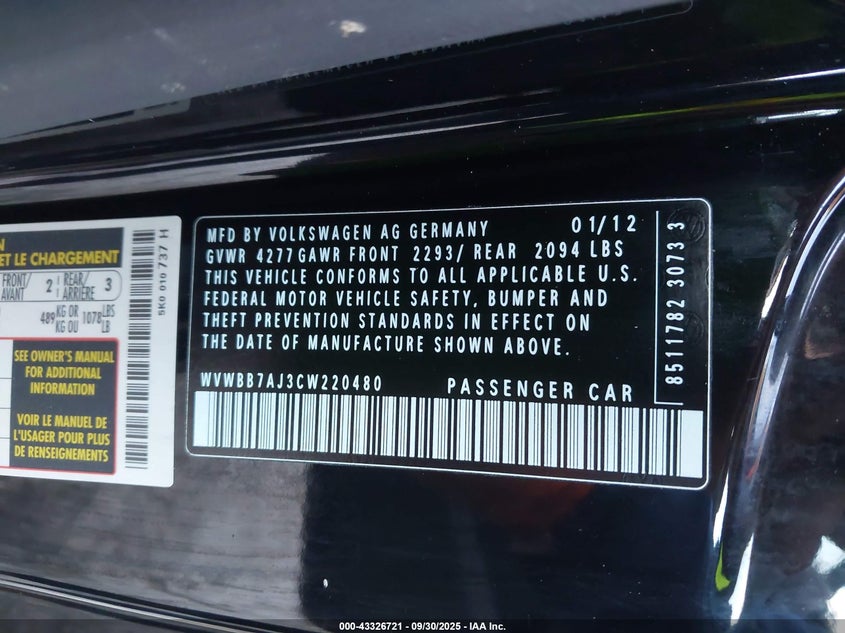 N
ET LE CHARGEMENT
FRONT/ AVANT 2 REAR/ ARRIÈRE 3
489 KG OR KG OU 1078 LBS LB
SEE OWNER'S MANUAL
FOR ADDITIONAL
INFORMATION
VOIR LE MANUEL DE
L'USAGER POUR PLUS
DE RENSEIGNEMENTS
5K0 010 737 H
MFD BY VOLKSWAGEN AG GERMANY 01/12
GVWR 4277 GAWR FRONT 2293/ REAR 2094 LBS
THIS VEHICLE CONFORMS TO ALL APPLICABLE U.S.
FEDERAL MOTOR VEHICLE SAFETY, BUMPER AND
THEFT PREVENTION STANDARDS IN EFFECT ON
THE DATE OF MANUFACTURE SHOWN ABOVE.
WVWBB7AJ3CW220480 PASSENGER CAR
8511782 3073 3
000-43326721 - 09/30/2025 - IAA Inc.